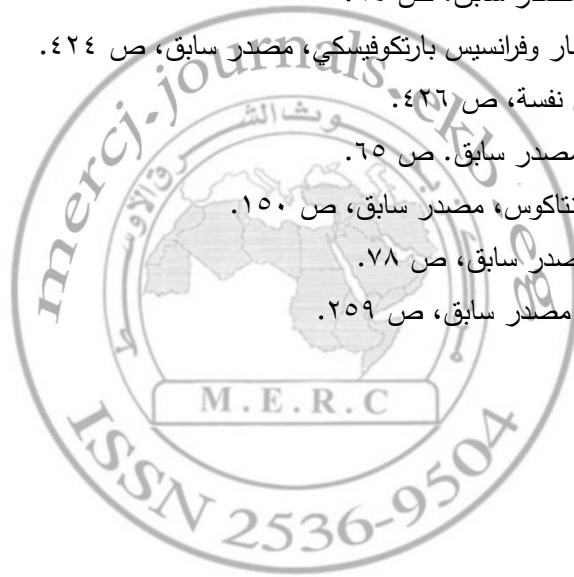 ار وفرانسيس بارتكوفيسكي، مصدر سابق، ص ٤٢٤.
نفسة، ص ٤٢٦.
مصدر سابق. ص ٦٥.
نتاكوس، مصدر سابق، ص ١٥٠.
صدر سابق، ص ٧٨.
مصدر سابق، ص ٢٥٩.
mercj.journals.ekb.eg
M.E.R.C
ISSN 2536-9504